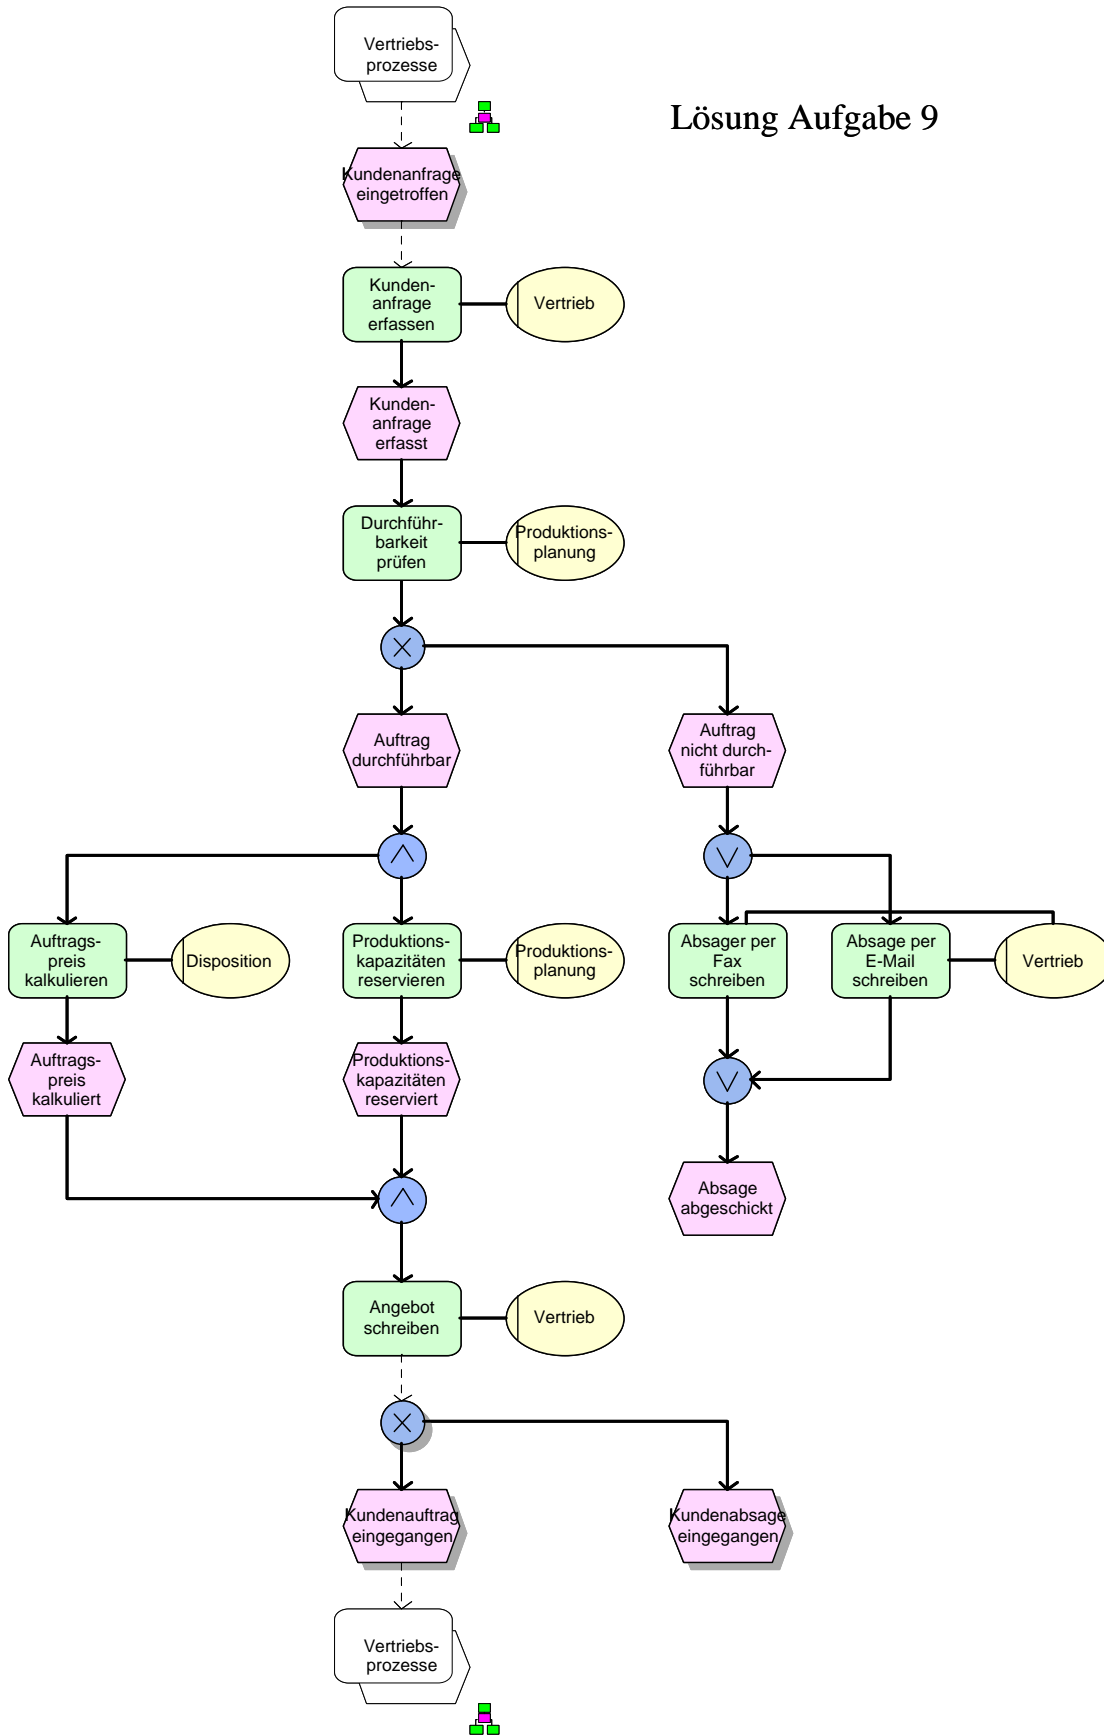 Vertriebs-
prozesse
Lösung Aufgabe 9
Kundenanfrage
eingetroffen
Kunden-
anfrage
erfassen
Vertrieb
Kunden-
anfrage
erfasst
Durchführ-
barkeit
prüfen
Produktions-
planung
Auftrag
durchführbar
Auftrag
nicht durch-
führbar
Auftrags-
preis
kalkulieren
Disposition
Produktions-
kapazitäten
reservieren
Produktions-
planung
Absager per
Fax
schreiben
Absage per
E-Mail
schreiben
Vertrieb
Auftrags-
preis
kalkuliert
Produktions-
kapazitäten
reserviert
Absage
abgeschickt
Angebot
schreiben
Vertrieb
Kundenauftrag
eingegangen
Kundenabsage
eingegangen
Vertriebs-
prozesse